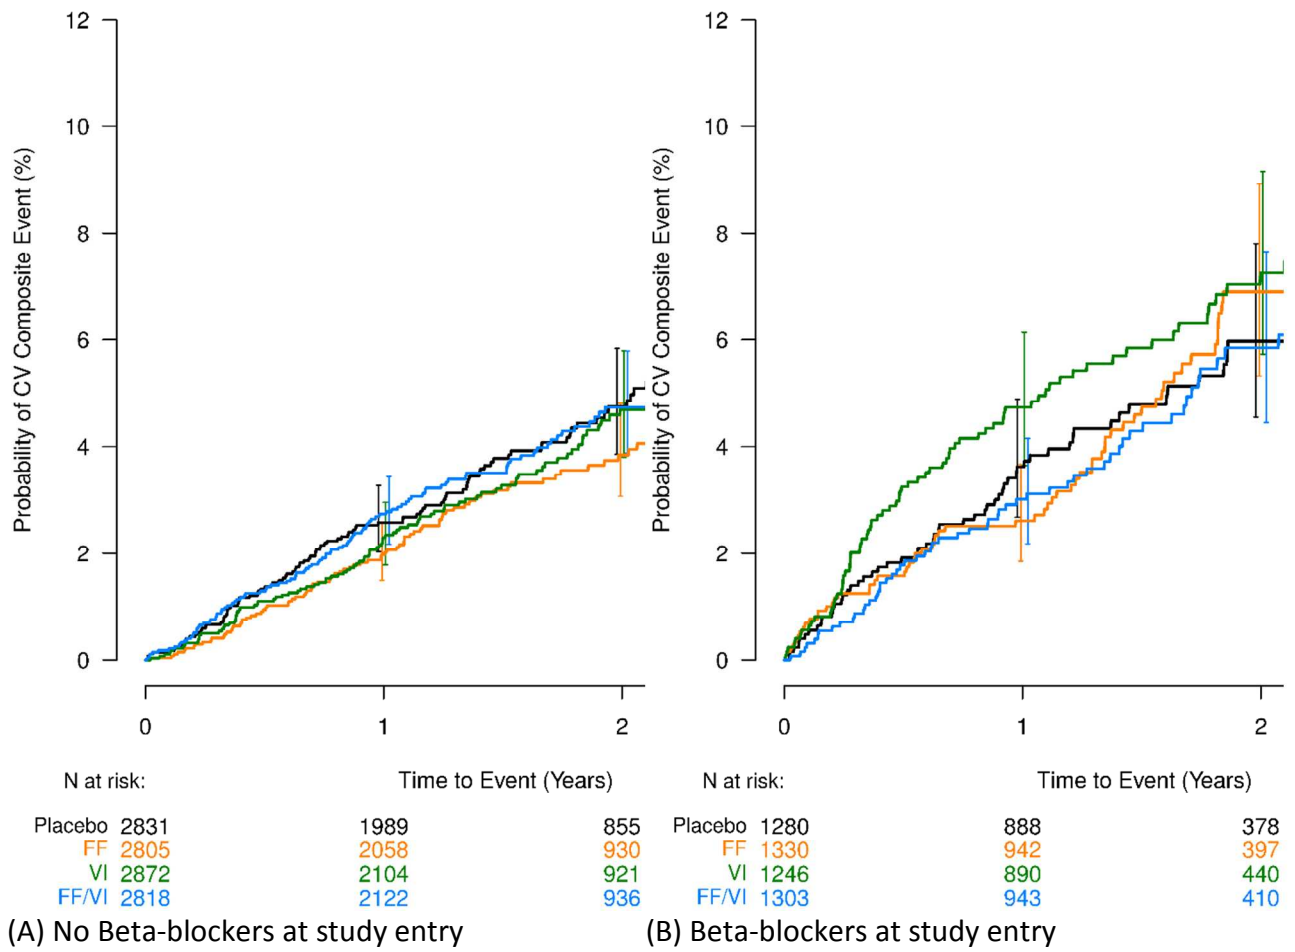 Probability of CV Composite Event (%)
12
10
8
6
4
2
0
0 1 2
N at risk: Time to Event (Years)
Placebo 2831 1989 855
FF 2805 2058 930
VI 2872 2104 921
FF/VI 2818 2122 936
(A) No Beta-blockers at study entry
Probability of CV Composite Event (%)
12
10
8
6
4
2
0
0 1 2
N at risk: Time to Event (Years)
Placebo 1280 888 378
FF 1330 942 397
VI 1246 890 440
FF/VI 1303 943 410
(B) Beta-blockers at study entry